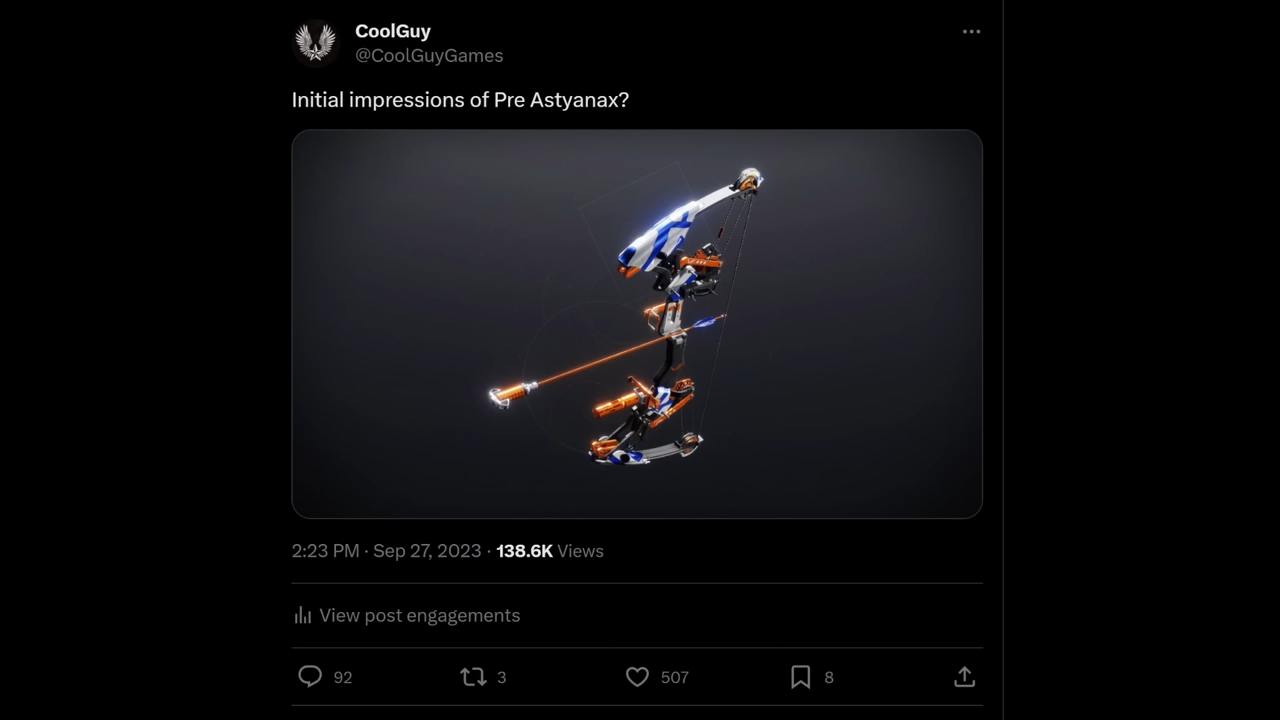 CoolGuy
@CoolGuyGames
Initial impressions of Pre Astyanax?
2:23 PM · Sep 27, 2023 · 138.6K Views
View post engagements
92 3 507 8